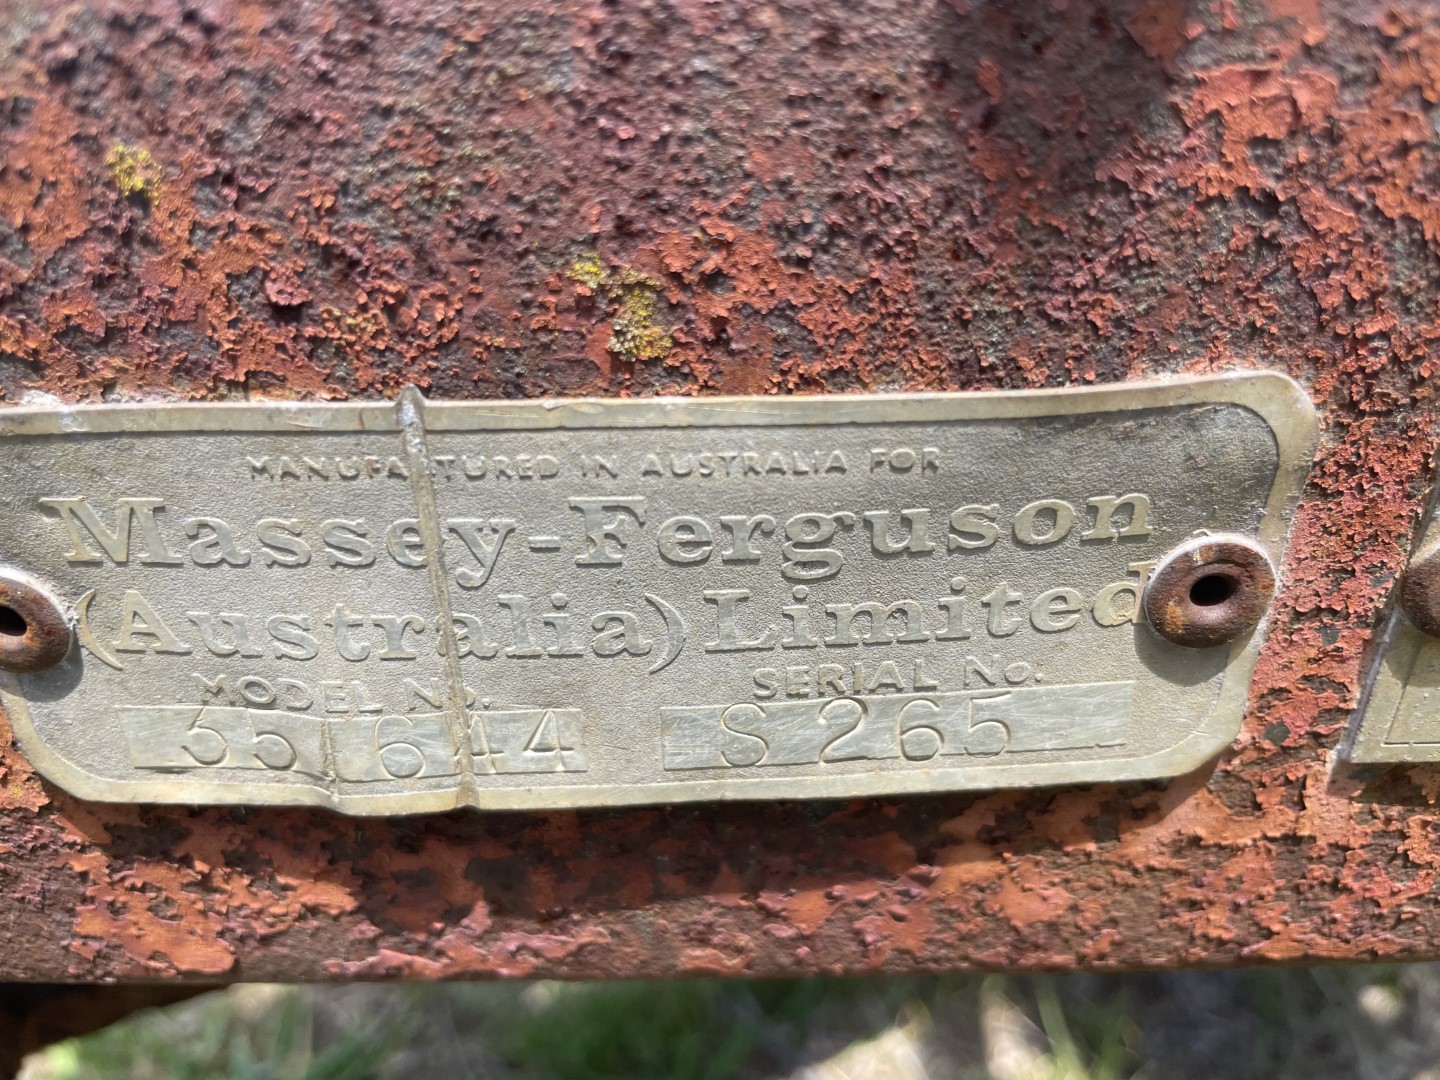 MANUFACTURED IN AUSTRALIA FOR
Massey-Ferguson
(Australia) Limited
MODEL No. SERIAL No.
55 644 S 265